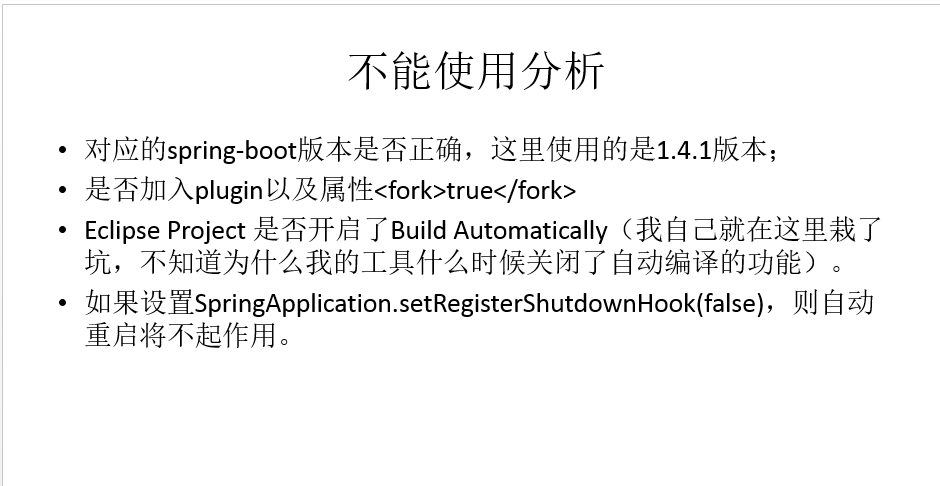 不能使用分析
• 对应的spring-boot版本是否正确，这里使用的是1.4.1版本；
• 是否加入plugin以及属性<fork>true</fork>
• Eclipse Project 是否开启了Build Automatically（我自己就在这里栽了
坑，不知道为什么我的工具什么时候关闭了自动编译的功能）。
• 如果设置SpringApplication.setRegisterShutdownHook(false)，则自动
重启将不起作用。